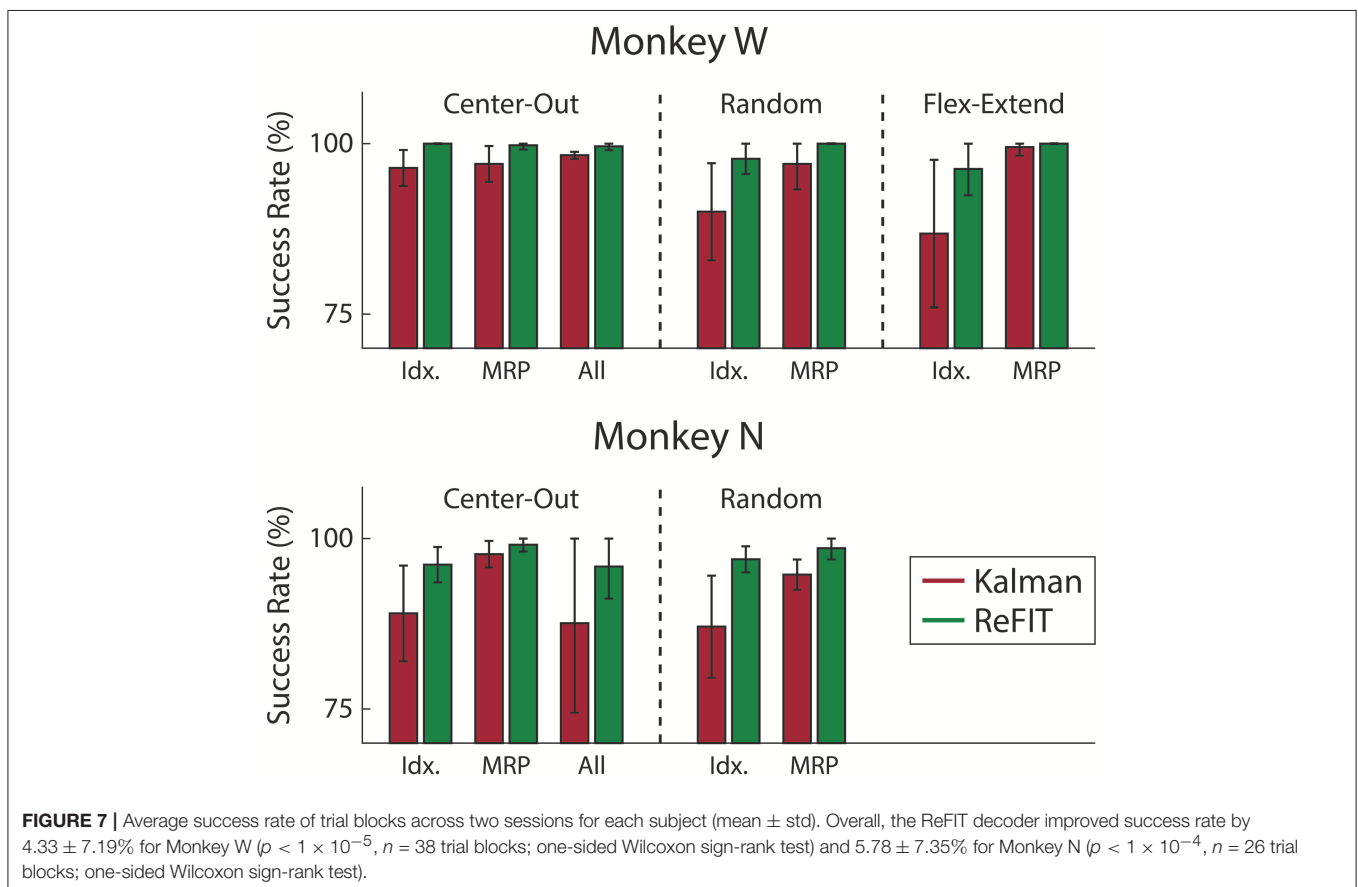 Monkey W
Center-Out Random Flex-Extend
Success Rate (%)
100
75
Idx. MRP All Idx. MRP Idx. MRP
Monkey N
Center-Out Random
Success Rate (%)
100
75
Kalman
ReFIT
Idx. MRP All Idx. MRP
FIGURE 7 | Average success rate of trial blocks across two sessions for each subject (mean ± std). Overall, the ReFIT decoder improved success rate by
4.33 ± 7.19% for Monkey W (p < 1 × 10⁻⁵, n = 38 trial blocks; one-sided Wilcoxon sign-rank test) and 5.78 ± 7.35% for Monkey N (p < 1 × 10⁻⁴, n = 26 trial
blocks; one-sided Wilcoxon sign-rank test).